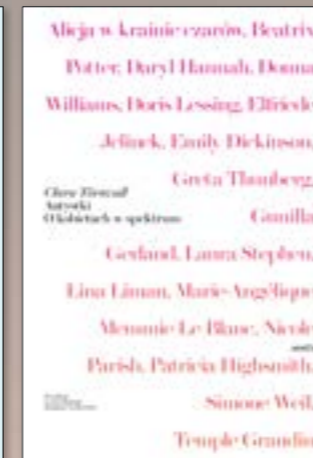 Alicja w krainie czarów, Beatrix
Potter, Daryl Hannah, Donna
Williams, Doris Lessing, Elfriede
Jelinek, Emily Dickinson,
Greta Thunberg,
Clara Törnvall
Autystki
O kobietach w spektrum
Gunilla
Gerland, Laura Stephen,
Lina Liman, Marie-Angélique
Memmie Le Blanc, Nicole
Parish, Patricia Highsmith,
Simone Weil,
Temple Grandin